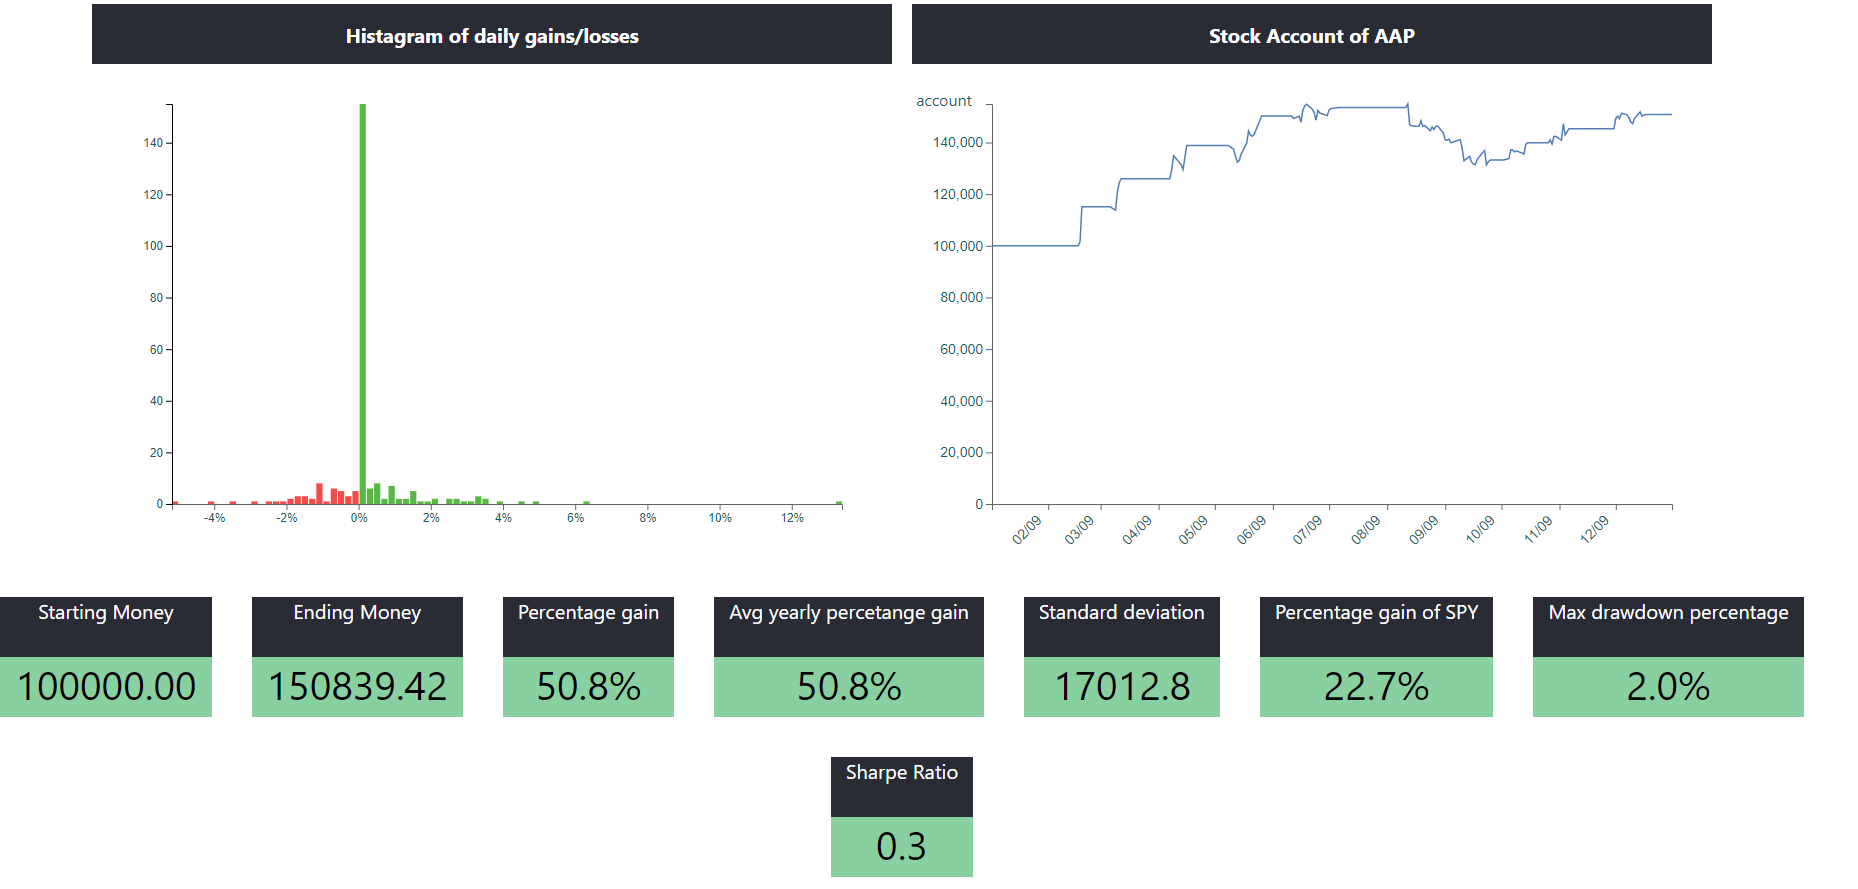 Histagram of daily gains/losses
140
120
100
80
60
40
20
0
-4% -2% 0% 2% 4% 6% 8% 10% 12%
Stock Account of AAP
account
140,000
120,000
100,000
80,000
60,000
40,000
20,000
0
02/09 03/09 04/09 05/09 06/09 07/09 08/09 09/09 10/09 11/09 12/09
Starting Money
100000.00
Ending Money
150839.42
Percentage gain
50.8%
Avg yearly percetange gain
50.8%
Standard deviation
17012.8
Percentage gain of SPY
22.7%
Max drawdown percentage
2.0%
Sharpe Ratio
0.3